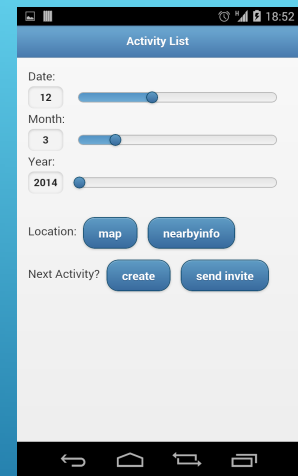 18:52
Activity List
Date:
12
Month:
3
Year:
2014
Location: map nearbyinfo
Next Activity? create send invite